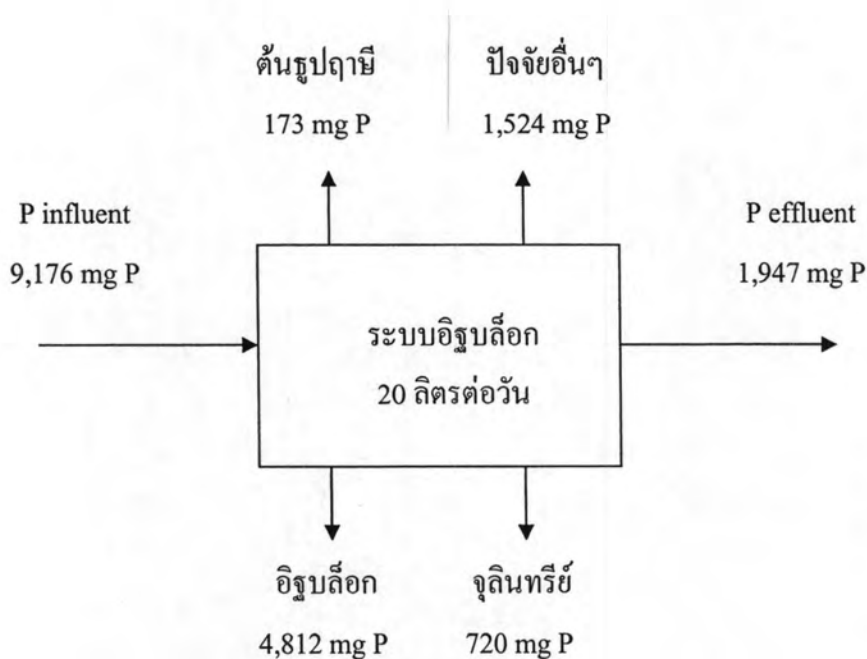 ต้นธูปฤาษี
173 mg P
ปัจจัยอื่นๆ
1,524 mg P
P influent
9,176 mg P
P effluent
1,947 mg P
ระบบอิฐบล็อก
20 ลิตรต่อวัน
อิฐบล็อก
4,812 mg P
จุลินทรีย์
720 mg P